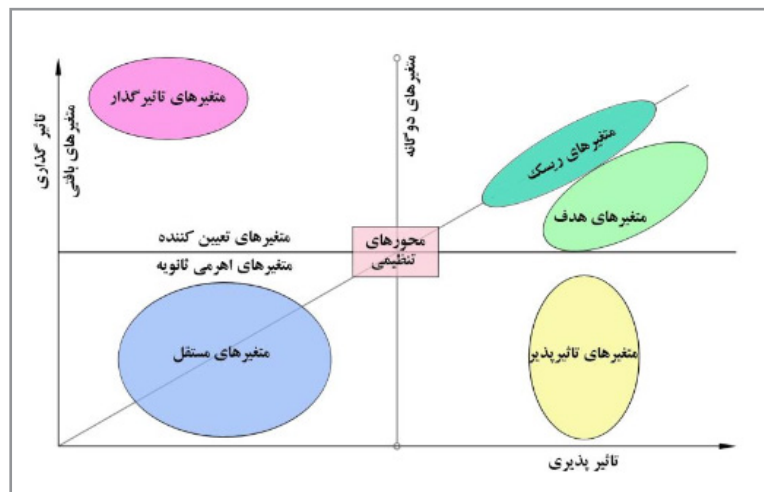 متغیرهای تاثیرگذار
تاثیر گذاری
متغیرهای بافتی
متغیرهای دوگانه
متغیرهای ریسک
متغیرهای هدف
متغیرهای تعیین کننده
محورهای
تنظیمی
متغیرهای اهرمی ثانویه
متغیرهای مستقل
متغیرهای تاثیرپذیر
تاثیر پذیری